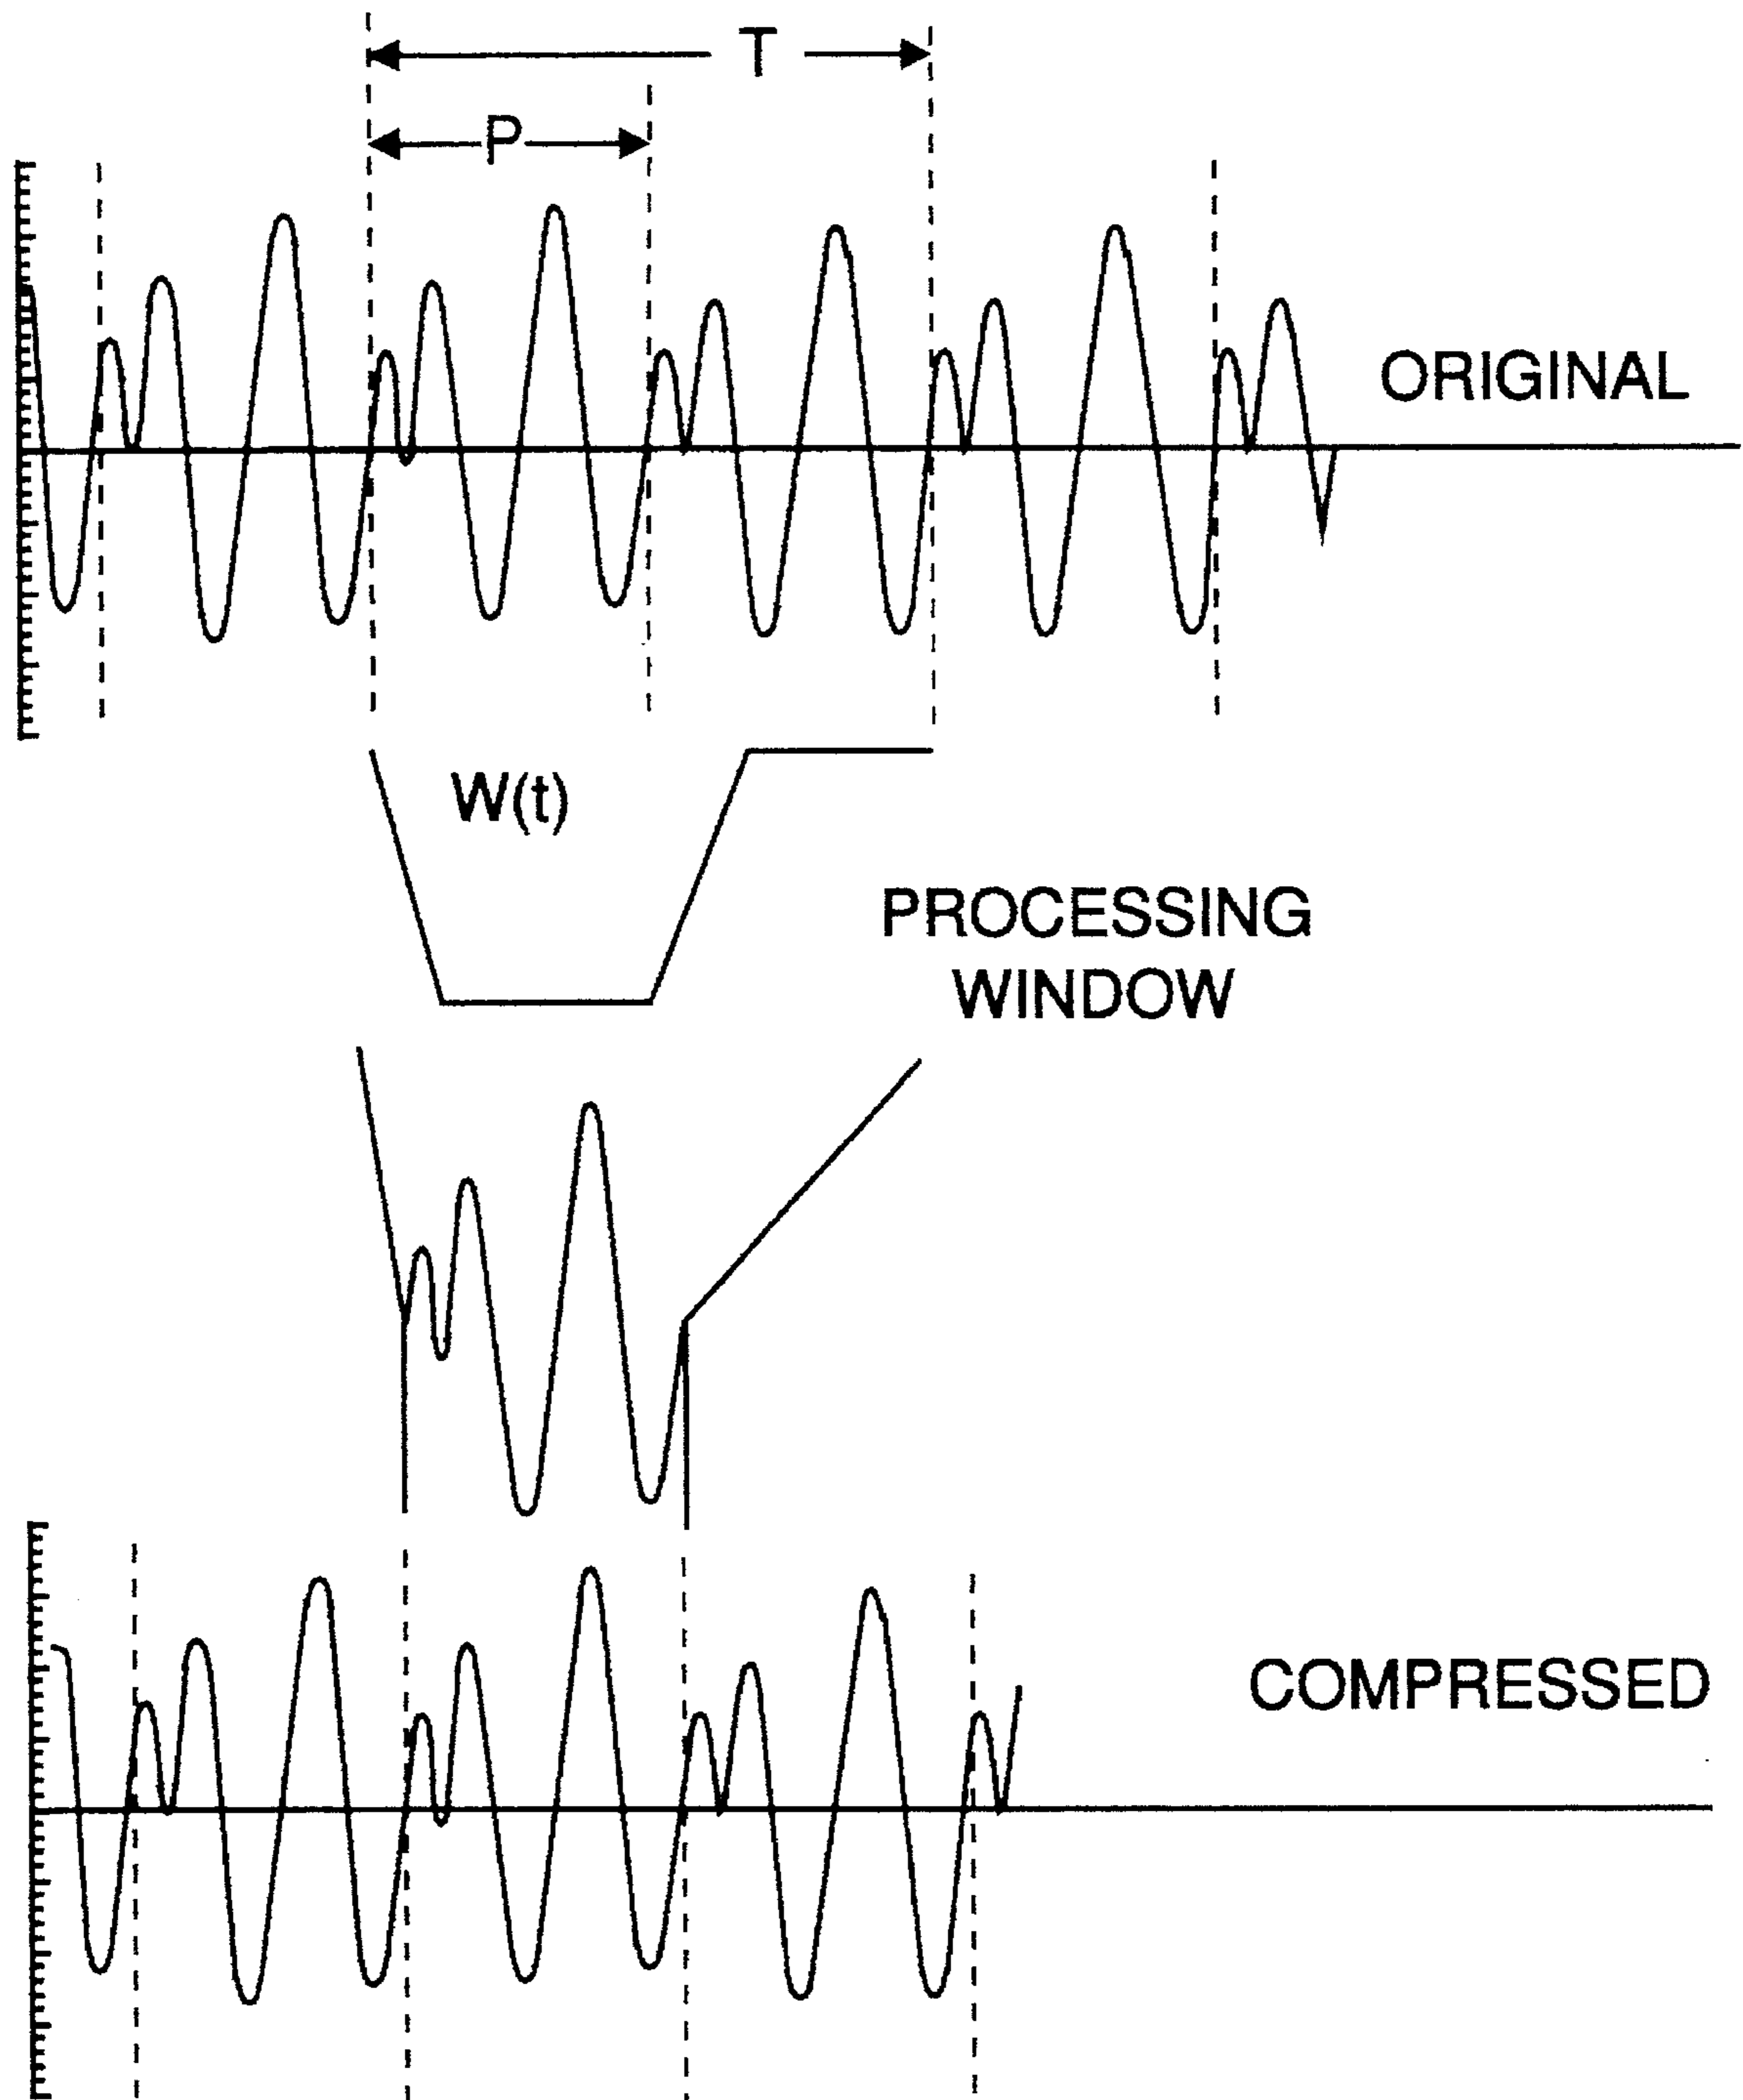 T
P
ORIGINAL
W(t)
PROCESSING
WINDOW
COMPRESSED